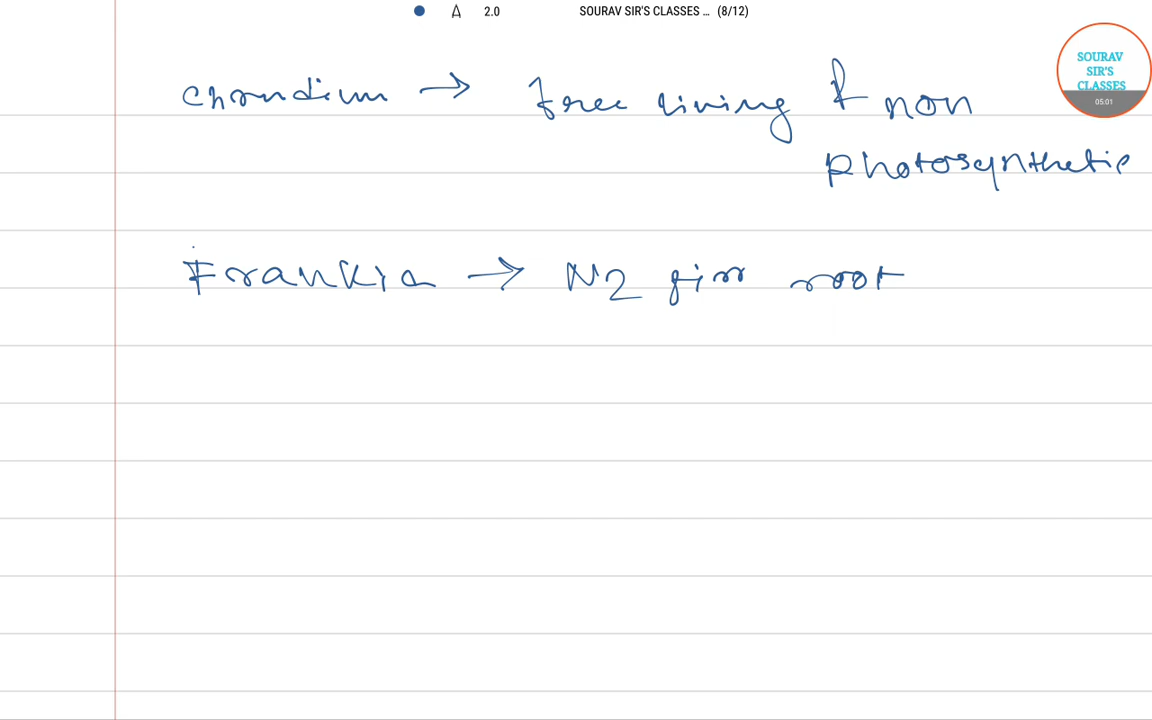 2.0 SOURAV SIR'S CLASSES ... (8/12)
SOURAV
SIR'S
CLASSES
05:01
chondium → free living & non
photosynthetic
Frankia → N2 fix root